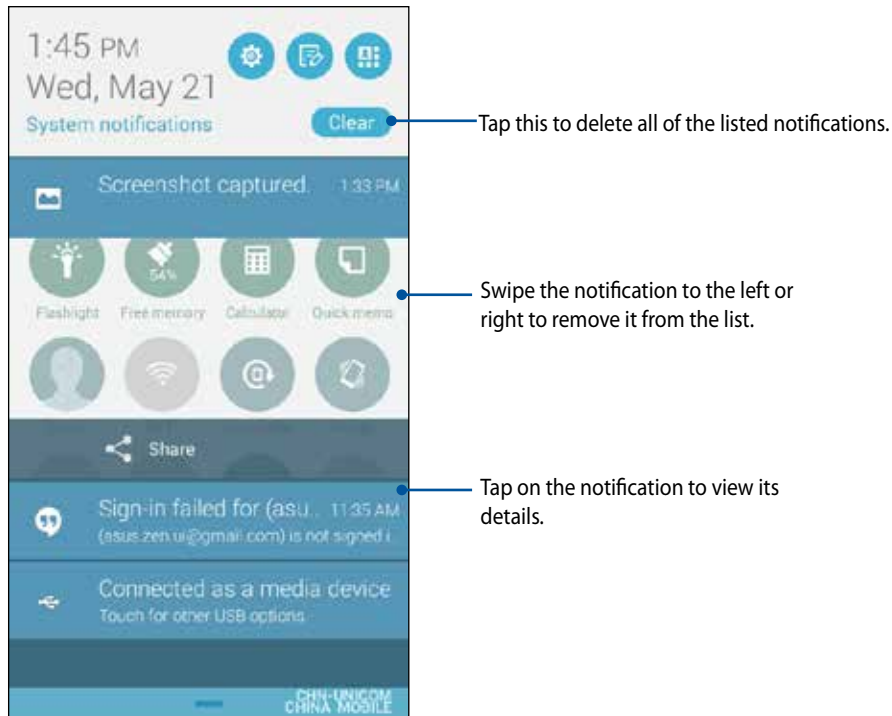 1:45 PM
Wed, May 21
System notifications
Clear
Tap this to delete all of the listed notifications.
Screenshot captured. 1:33 PM
54%
Flashlight Free memory Calculator Quick memo
Swipe the notification to the left or
right to remove it from the list.
Share
Tap on the notification to view its
details.
Sign-in failed for (asu.. 11:35 AM
(asus.zen.ui@gmail.com) is not signed i
Connected as a media device
Touch for other USB options.
CHN-UNICOM
CHINA MOBILE